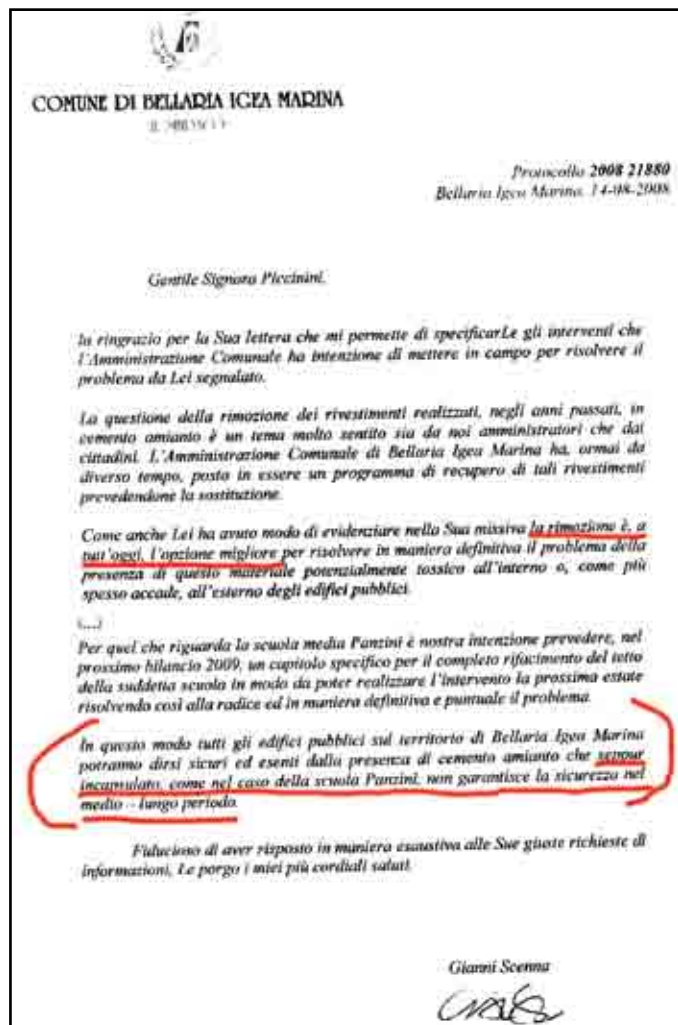 COMUNE DI BELLARIA IGEA MARINA
IL SINDACO
Protocollo 2008 21880
Bellaria Igea Marina, 14-08-2008
Gentile Signora Piccinini,
la ringrazio per la Sua lettera che mi permette di specificarLe gli interventi che
l'Amministrazione Comunale ha intenzione di mettere in campo per risolvere il
problema da Lei segnalato.
La questione della rimozione dei rivestimenti realizzati, negli anni passati, in
cemento amianto è un tema molto sentito sia da noi amministratori che dai
cittadini. L'Amministrazione Comunale di Bellaria Igea Marina ha, ormai da
diverso tempo, posto in essere un programma di recupero di tali rivestimenti
prevedendone la sostituzione.
Come anche Lei ha avuto modo di evidenziare nella Sua missiva la rimozione è, a
tutt'oggi, l'opzione migliore per risolvere in maniera definitiva il problema della
presenza di questo materiale potenzialmente tossico all'interno o, come più
spesso accade, all'esterno degli edifici pubblici.
(....)
Per quel che riguarda la scuola media Panzini è nostra intenzione prevedere, nel
prossimo bilancio 2009, un capitolo specifico per il completo rifacimento del tetto
della suddetta scuola in modo da poter realizzare l'intervento la prossima estate
risolvendo così alla radice ed in maniera definitiva e puntuale il problema.
In questo modo tutti gli edifici pubblici sul territorio di Bellaria Igea Marina
potranno dirsi sicuri ed esenti dalla presenza di cemento amianto che seppur
incapsulato, come nel caso della scuola Panzini, non garantisce la sicurezza nel
medio - lungo periodo.
Fiducioso di aver risposto in maniera esaustiva alle Sue giuste richieste di
informazioni, Le porgo i miei più cordiali saluti.
Gianni Scenna